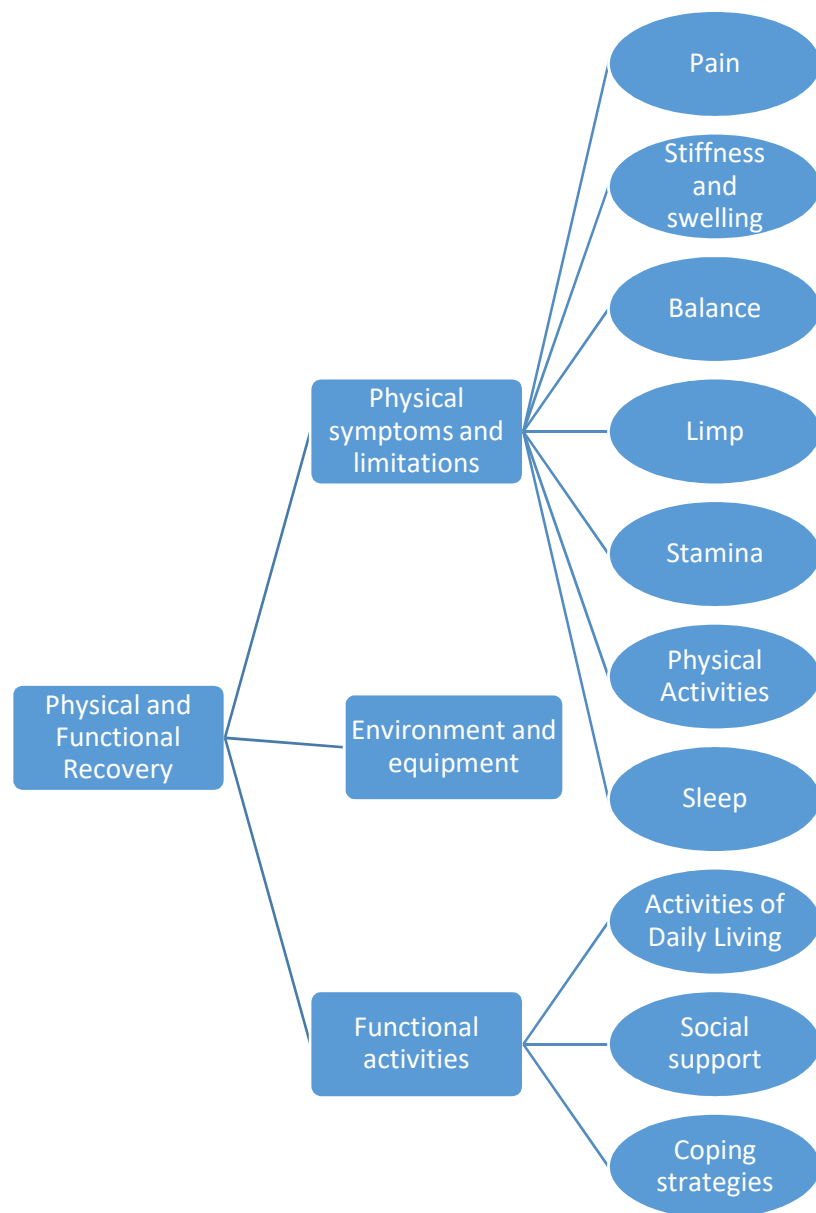 Pain
Stiffness
and
swelling
Balance
Physical
symptoms and
limitations
Limp
Stamina
Physical
Activities
Physical and
Functional
Recovery
Environment and
equipment
Sleep
Activities of
Daily Living
Functional
activities
Social
support
Coping
strategies